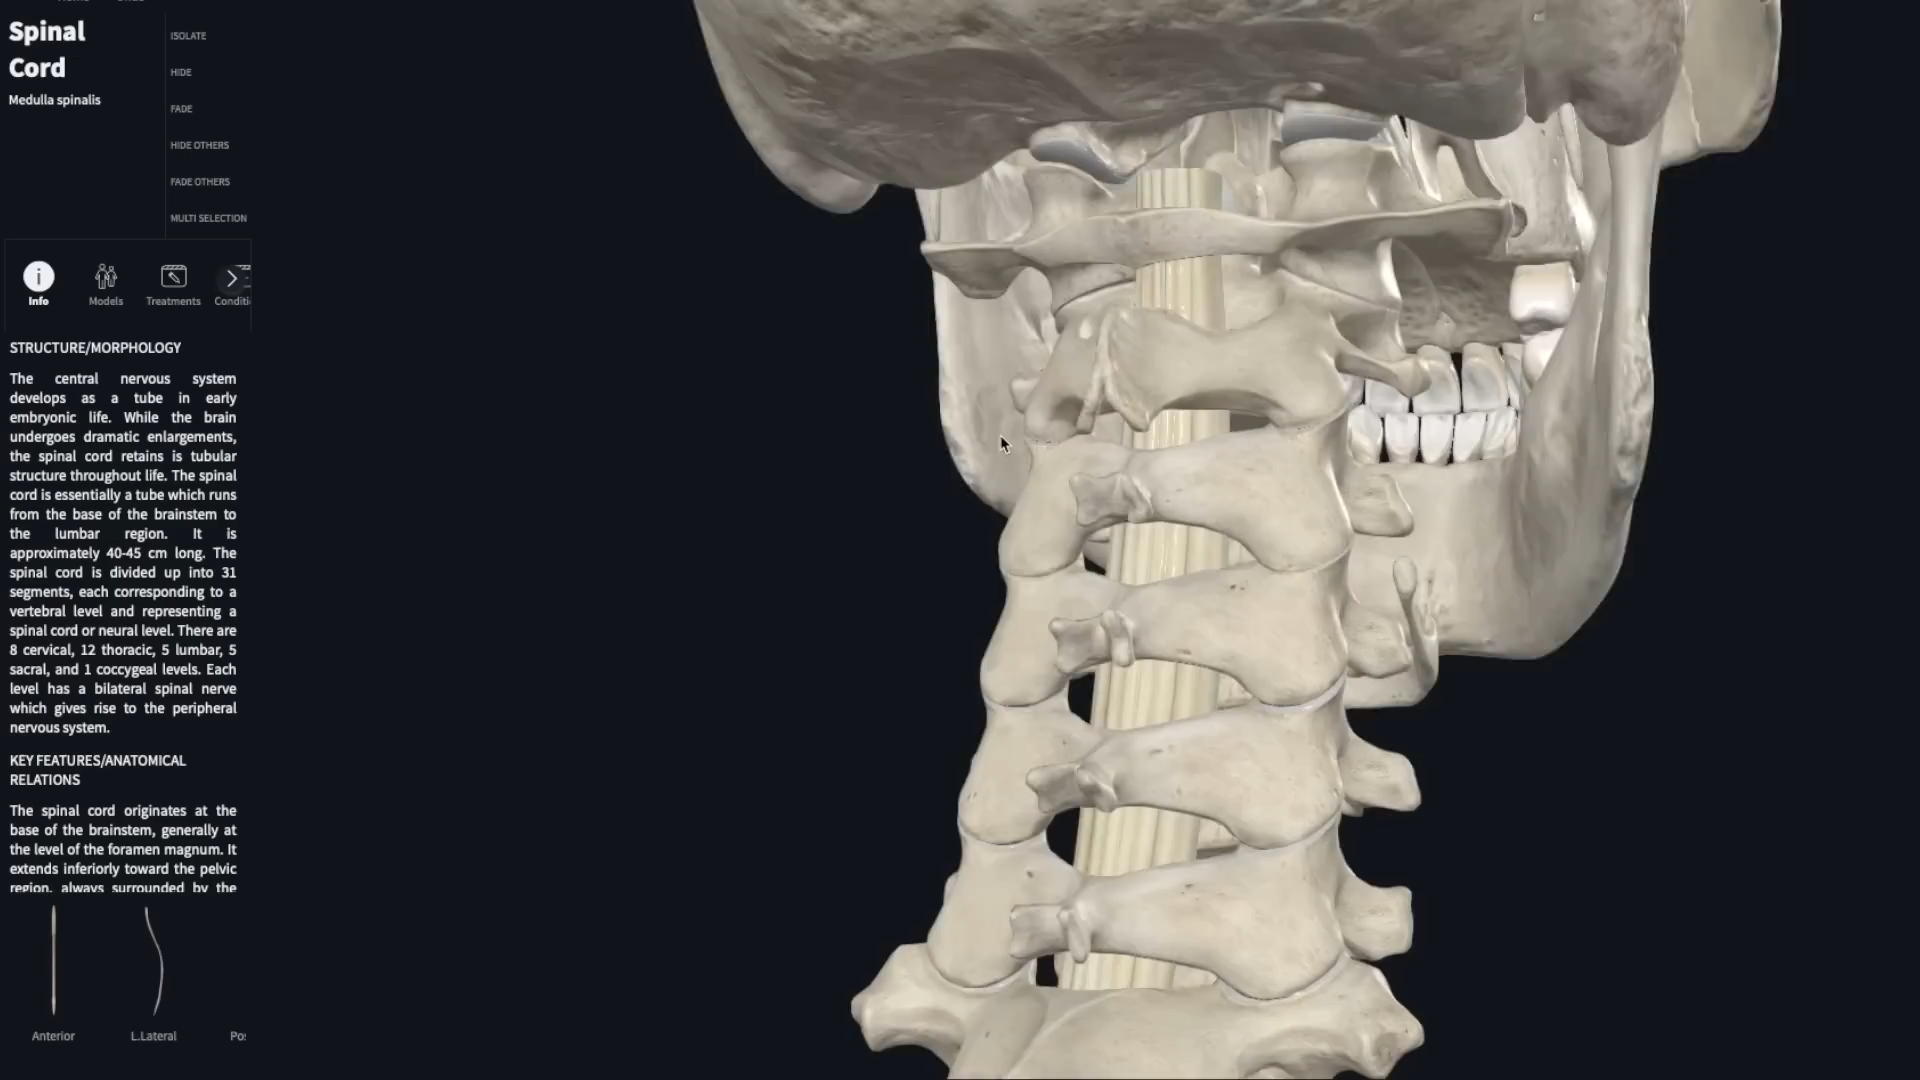 Spinal
Cord
Medulla spinalis
ISOLATE
HIDE
FADE
HIDE OTHERS
FADE OTHERS
MULTI SELECTION
Info
Models
Treatments
Conditi
STRUCTURE/MORPHOLOGY
The central nervous system
develops as a tube in early
embryonic life. While the brain
undergoes dramatic enlargements,
the spinal cord retains is tubular
structure throughout life. The spinal
cord is essentially a tube which runs
from the base of the brainstem to
the lumbar region. It is
approximately 40-45 cm long. The
spinal cord is divided up into 31
segments, each corresponding to a
vertebral level and representing a
spinal cord or neural level. There are
8 cervical, 12 thoracic, 5 lumbar, 5
sacral, and 1 coccygeal levels. Each
level has a bilateral spinal nerve
which gives rise to the peripheral
nervous system.
KEY FEATURES/ANATOMICAL
RELATIONS
The spinal cord originates at the
base of the brainstem, generally at
the level of the foramen magnum. It
extends inferiorly toward the pelvic
region, always surrounded by the
Anterior
L.Lateral
Pos